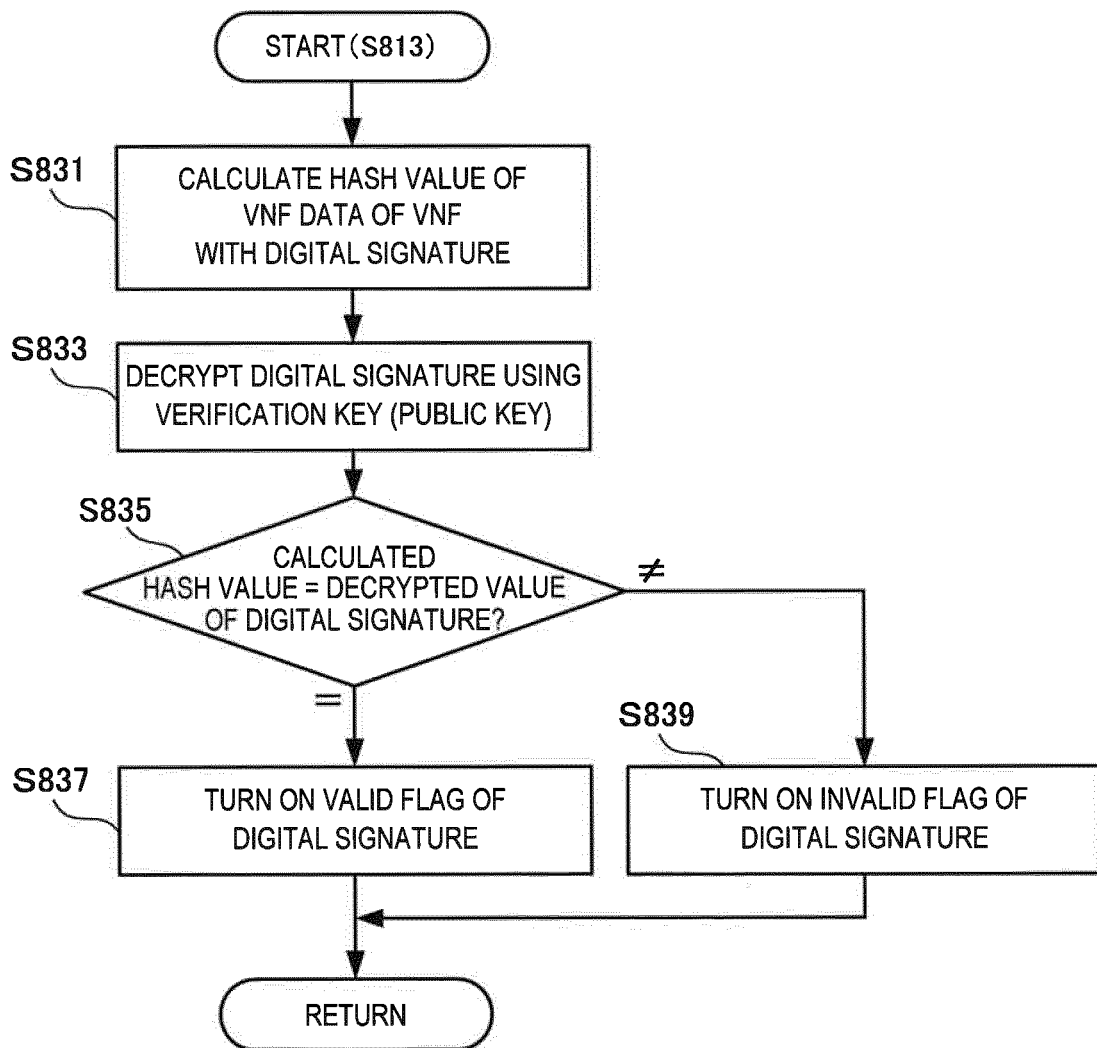 START(S813)
S831
CALCULATE HASH VALUE OF
VNF DATA OF VNF
WITH DIGITAL SIGNATURE
S833
DECRYPT DIGITAL SIGNATURE USING
VERIFICATION KEY (PUBLIC KEY)
S835
CALCULATED
HASH VALUE = DECRYPTED VALUE
OF DIGITAL SIGNATURE?
≠
=
S837
TURN ON VALID FLAG OF
DIGITAL SIGNATURE
S839
TURN ON INVALID FLAG OF
DIGITAL SIGNATURE
RETURN